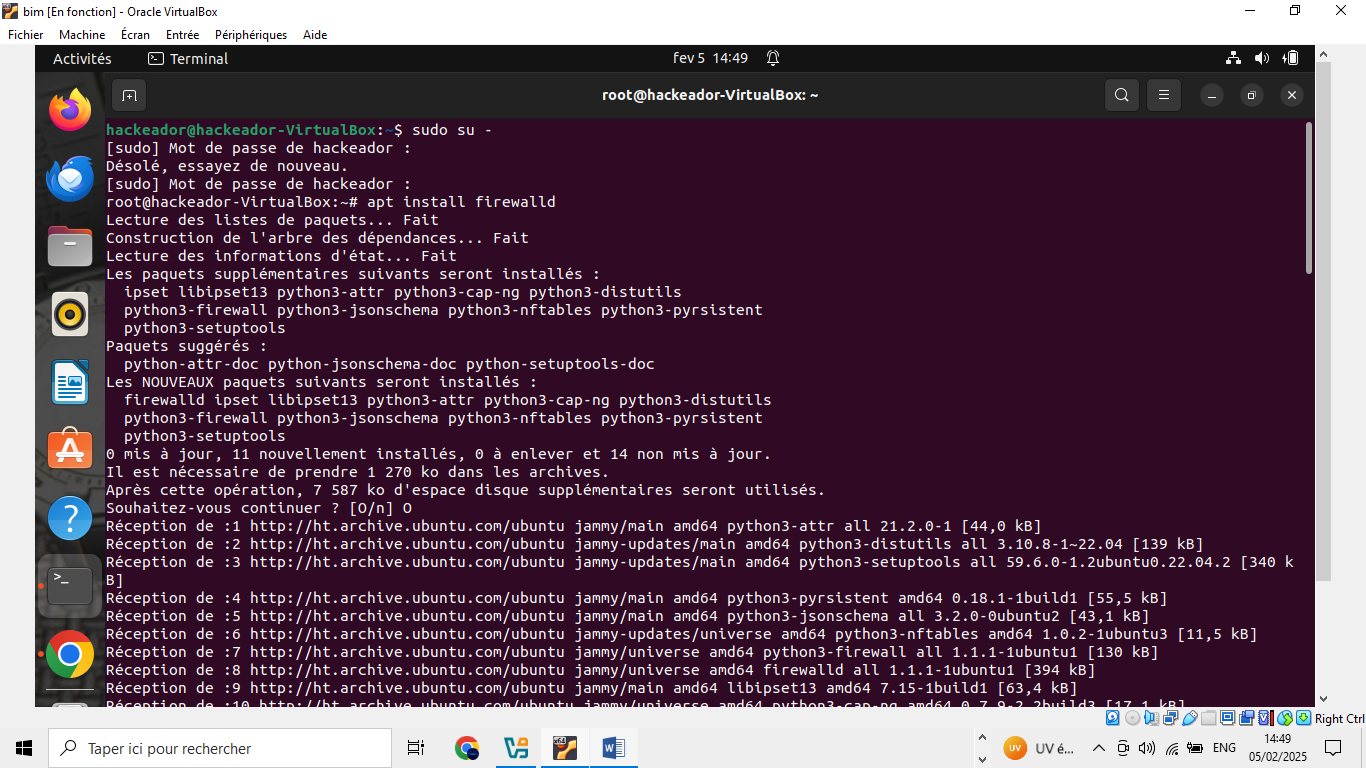 bim [En fonction] - Oracle VirtualBox
Fichier Machine Écran Entrée Périphériques Aide
Activités Terminal fev 5 14:49
root@hackeador-VirtualBox: ~
hackeador@hackeador-VirtualBox:~$ sudo su -
[sudo] Mot de passe de hackeador :
Désolé, essayez de nouveau.
[sudo] Mot de passe de hackeador :
root@hackeador-VirtualBox:~# apt install firewalld
Lecture des listes de paquets... Fait
Construction de l'arbre des dépendances... Fait
Lecture des informations d'état... Fait
Les paquets supplémentaires suivants seront installés :
ipset libipset13 python3-attr python3-cap-ng python3-distutils
python3-firewall python3-jsonschema python3-nftables python3-pyrsistent
python3-setuptools
Paquets suggérés :
python-attr-doc python-jsonschema-doc python-setuptools-doc
Les NOUVEAUX paquets suivants seront installés :
firewalld ipset libipset13 python3-attr python3-cap-ng python3-distutils
python3-firewall python3-jsonschema python3-nftables python3-pyrsistent
python3-setuptools
0 mis à jour, 11 nouvellement installés, 0 à enlever et 14 non mis à jour.
Il est nécessaire de prendre 1 270 ko dans les archives.
Après cette opération, 7 587 ko d'espace disque supplémentaires seront utilisés.
Souhaitez-vous continuer ? [O/n] O
Réception de :1 http://ht.archive.ubuntu.com/ubuntu jammy/main amd64 python3-attr all 21.2.0-1 [44,0 kB]
Réception de :2 http://ht.archive.ubuntu.com/ubuntu jammy-updates/main amd64 python3-distutils all 3.10.8-1~22.04 [139 kB]
Réception de :3 http://ht.archive.ubuntu.com/ubuntu jammy-updates/main amd64 python3-setuptools all 59.6.0-1.2ubuntu0.22.04.2 [340 k
B]
Réception de :4 http://ht.archive.ubuntu.com/ubuntu jammy/main amd64 python3-pyrsistent amd64 0.18.1-1build1 [55,5 kB]
Réception de :5 http://ht.archive.ubuntu.com/ubuntu jammy/main amd64 python3-jsonschema all 3.2.0-0ubuntu2 [43,1 kB]
Réception de :6 http://ht.archive.ubuntu.com/ubuntu jammy-updates/universe amd64 python3-nftables amd64 1.0.2-1ubuntu3 [11,5 kB]
Réception de :7 http://ht.archive.ubuntu.com/ubuntu jammy/universe amd64 python3-firewall all 1.1.1-1ubuntu1 [130 kB]
Réception de :8 http://ht.archive.ubuntu.com/ubuntu jammy/universe amd64 firewalld all 1.1.1-1ubuntu1 [394 kB]
Réception de :9 http://ht.archive.ubuntu.com/ubuntu jammy/main amd64 libipset13 amd64 7.15-1build1 [63,4 kB]
Réception de :10 http://ht.archive.ubuntu.com/ubuntu jammy/universe amd64 python3-cap-ng amd64 0.7.9-2.2build3 [17,1 kB]
Right Ctrl
Taper ici pour rechercher
UV UV é... ENG 14:49
05/02/2025